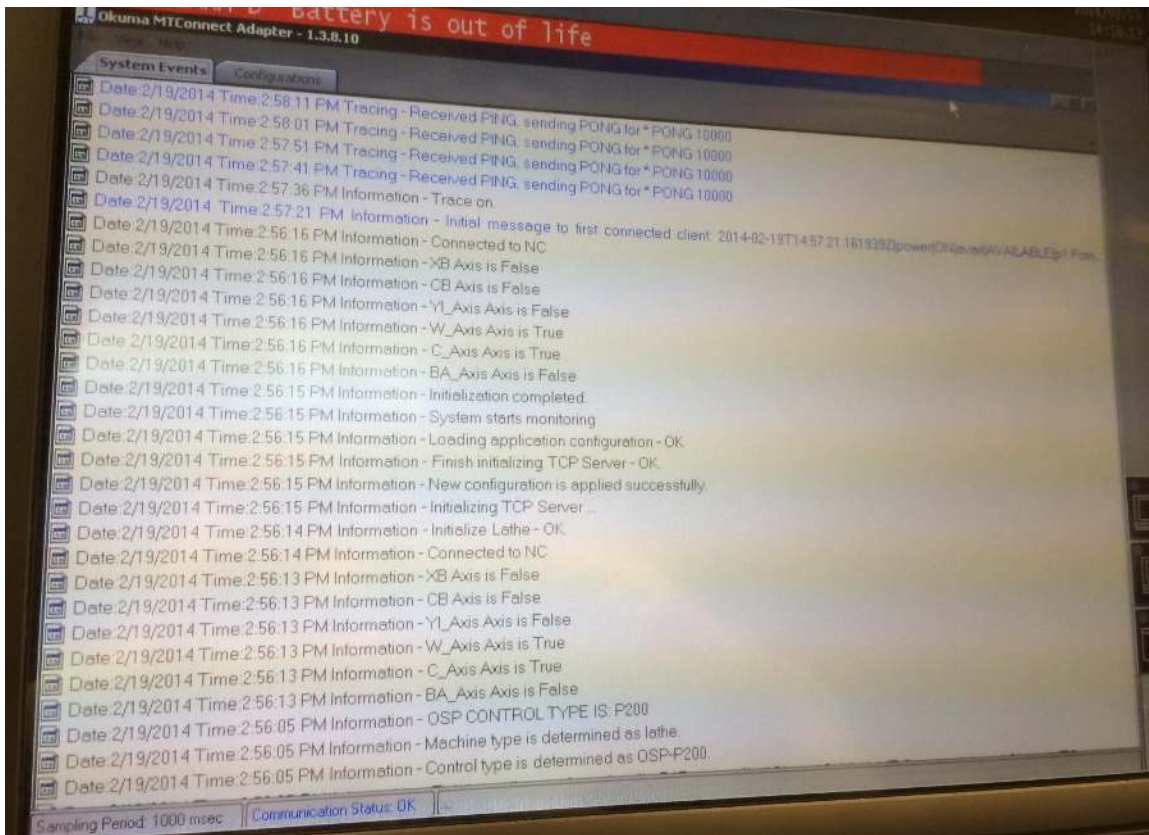 Battery is out of life
Okuma MTConnect Adapter - 1.3.8.10
View Help
System Events Configurations
Date:2/19/2014 Time:2:58:11 PM Tracing - Received PING, sending PONG for * PONG 10000
Date:2/19/2014 Time:2:58:01 PM Tracing - Received PING, sending PONG for * PONG 10000
Date:2/19/2014 Time:2:57:51 PM Tracing - Received PING, sending PONG for * PONG 10000
Date:2/19/2014 Time:2:57:41 PM Tracing - Received PING, sending PONG for * PONG 10000
Date:2/19/2014 Time:2:57:36 PM Information - Trace on.
Date:2/19/2014 Time:2:57:21 PM Information - Initial message to first connected client: 2014-02-19T14:57:21.161939Z|power|ON|avail|AVAILABLE|p1
Date:2/19/2014 Time:2:56:16 PM Information - Connected to NC
Date:2/19/2014 Time:2:56:16 PM Information - XB Axis is False
Date:2/19/2014 Time:2:56:16 PM Information - CB Axis is False
Date:2/19/2014 Time:2:56:16 PM Information - YI_Axis Axis is False
Date:2/19/2014 Time:2:56:16 PM Information - W_Axis Axis is True
Date:2/19/2014 Time:2:56:16 PM Information - C_Axis Axis is True
Date:2/19/2014 Time:2:56:16 PM Information - BA_Axis Axis is False
Date:2/19/2014 Time:2:56:15 PM Information - Initialization completed.
Date:2/19/2014 Time:2:56:15 PM Information - System starts monitoring
Date:2/19/2014 Time:2:56:15 PM Information - Loading application configuration - OK
Date:2/19/2014 Time:2:56:15 PM Information - Finish initializing TCP Server - OK.
Date:2/19/2014 Time:2:56:15 PM Information - New configuration is applied successfully.
Date:2/19/2014 Time:2:56:15 PM Information - Initializing TCP Server ...
Date:2/19/2014 Time:2:56:14 PM Information - Initialize Lathe - OK.
Date:2/19/2014 Time:2:56:14 PM Information - Connected to NC
Date:2/19/2014 Time:2:56:13 PM Information - XB Axis is False
Date:2/19/2014 Time:2:56:13 PM Information - CB Axis is False
Date:2/19/2014 Time:2:56:13 PM Information - YI_Axis Axis is False
Date:2/19/2014 Time:2:56:13 PM Information - W_Axis Axis is True
Date:2/19/2014 Time:2:56:13 PM Information - C_Axis Axis is True
Date:2/19/2014 Time:2:56:13 PM Information - BA_Axis Axis is False
Date:2/19/2014 Time:2:56:05 PM Information - OSP CONTROL TYPE IS: P200
Date:2/19/2014 Time:2:56:05 PM Information - Machine type is determined as lathe.
Date:2/19/2014 Time:2:56:05 PM Information - Control type is determined as OSP-P200.
Sampling Period: 1000 msec Communication Status: OK